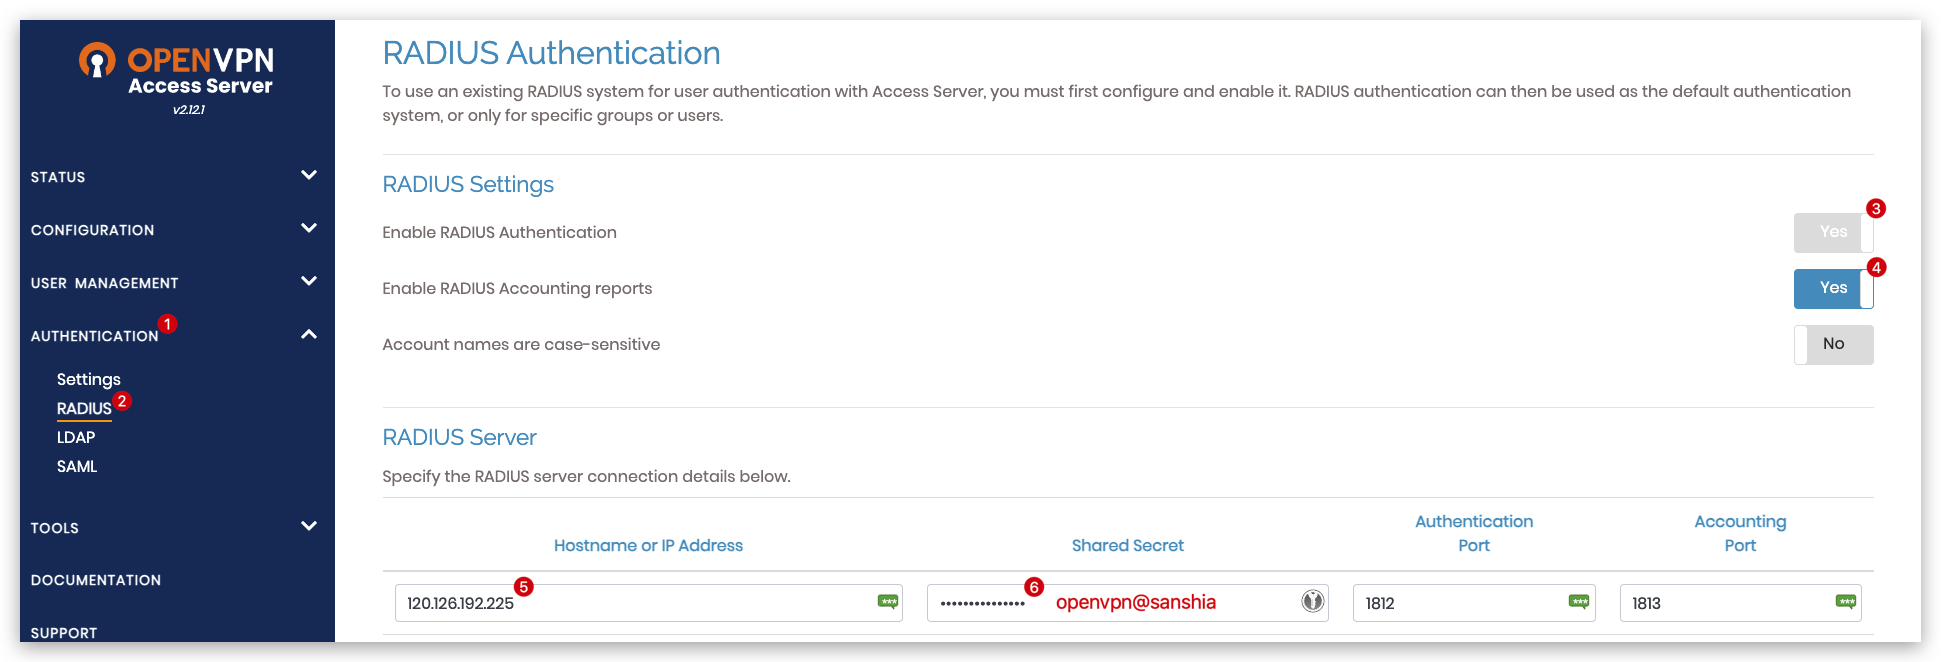 OPENVPN
Access Server
v2.12.1
STATUS
CONFIGURATION
USER MANAGEMENT
AUTHENTICATION 1
Settings
RADIUS 2
LDAP
SAML
TOOLS
DOCUMENTATION
SUPPORT
RADIUS Authentication
To use an existing RADIUS system for user authentication with Access Server, you must first configure and enable it. RADIUS authentication can then be used as the default authentication
system, or only for specific groups or users.
RADIUS Settings
3
Enable RADIUS Authentication Yes
4
Enable RADIUS Accounting reports Yes
Account names are case-sensitive No
RADIUS Server
Specify the RADIUS server connection details below.
Hostname or IP Address Shared Secret Authentication Port Accounting Port
120.126.192.225 5 ••••••••••••••• 6 openvpn@sanshia 1812 1813